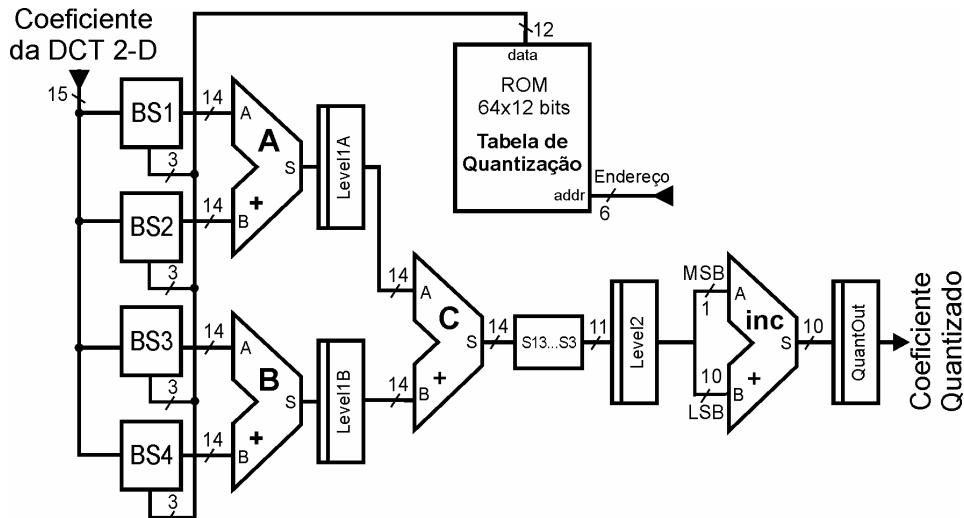 Coeficiente
da DCT 2-D
15
BS1
14
3
BS2
14
3
BS3
14
3
BS4
14
3
A
A
B
+
S
Level1A
B
A
B
+
S
Level1B
12
data
ROM
64x12 bits
Tabela de
Quantização
addr
Endereço
6
14
A
C
14
B
+
S
14
S13...S3
11
Level2
MSB
1
A
inc
10
LSB
B
+
S
10
QuantOut
Coeficiente
Quantizado